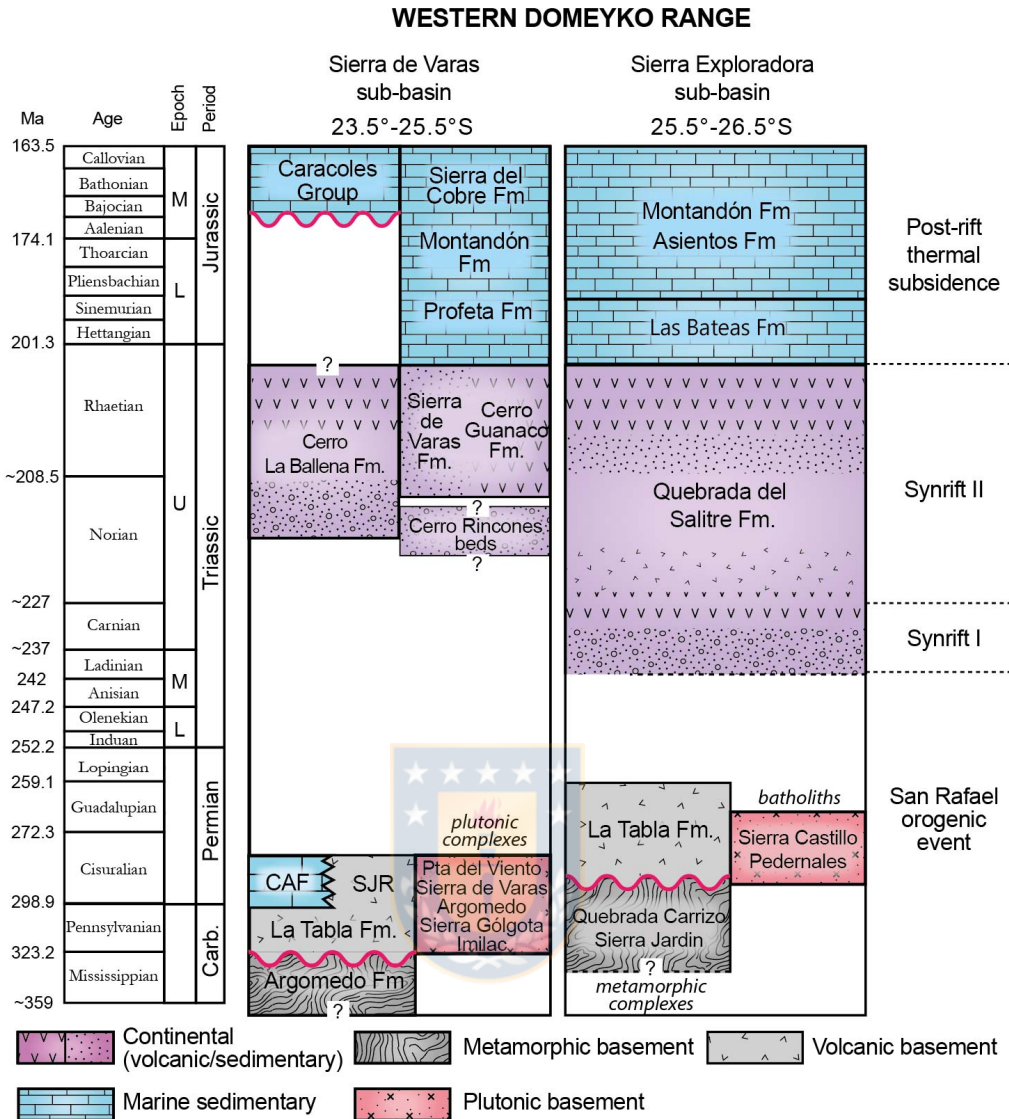 WESTERN DOMEYKO RANGE
Sierra de Varas
sub-basin
23.5°-25.5°S
Sierra Exploradora
sub-basin
25.5°-26.5°S
Ma
Age
Epoch
Period
163.5
Callovian
Bathonian
Bajocian
Aalenian
174.1
Thoarcian
Pliensbachian
Sinemurian
Hettangian
201.3
Rhaetian
~208.5
Norian
~227
Carnian
~237
Ladinian
242
Anisian
247.2
Olenekian
Induan
252.2
Lopingian
259.1
Guadalupian
272.3
Cisuralian
298.9
Pennsylvanian
323.2
Mississippian
~359
M
L
U
M
L
Jurassic
Triassic
Permian
Carb.
Caracoles
Group
Sierra del
Cobre Fm
Montandón
Fm
Profeta Fm
?
Cerro
La Ballena Fm.
Sierra
de
Varas
Fm.
Cerro
Guanaco
Fm.
?
Cerro Rincones
beds
?
plutonic
complexes
CAF
SJR
La Tabla Fm.
Argomedo Fm
?
Pta del Viento
Sierra de Varas
Argomedo
Sierra Gólgota
Imilac
Montandón Fm
Asientos Fm
Las Bateas Fm
Quebrada del
Salitre Fm.
La Tabla Fm.
batholiths
Sierra Castillo
Pedernales
Quebrada Carrizo
Sierra Jardin
?
metamorphic
complexes
Post-rift
thermal
subsidence
Synrift II
Synrift I
San Rafael
orogenic
event
Continental
(volcanic/sedimentary)
Metamorphic basement
Volcanic basement
Marine sedimentary
Plutonic basement